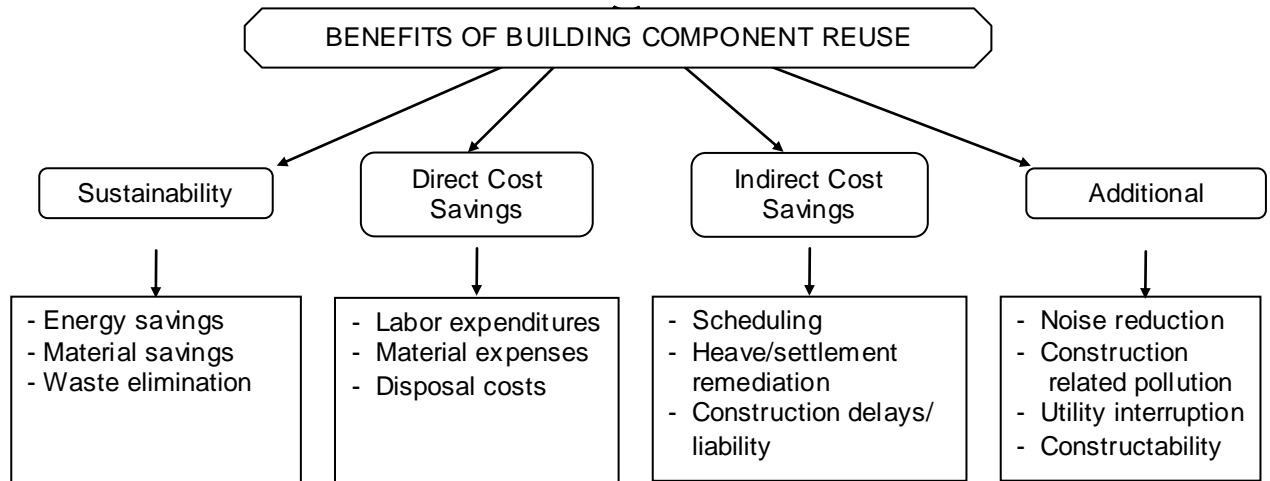 BENEFITS OF BUILDING COMPONENT REUSE
Sustainability
Direct Cost
Savings
Indirect Cost
Savings
Additional
- Energy savings
- Material savings
- Waste elimination
- Labor expenditures
- Material expenses
- Disposal costs
- Scheduling
- Heave/settlement
remediation
- Construction delays/
liability
- Noise reduction
- Construction
related pollution
- Utility interruption
- Constructability